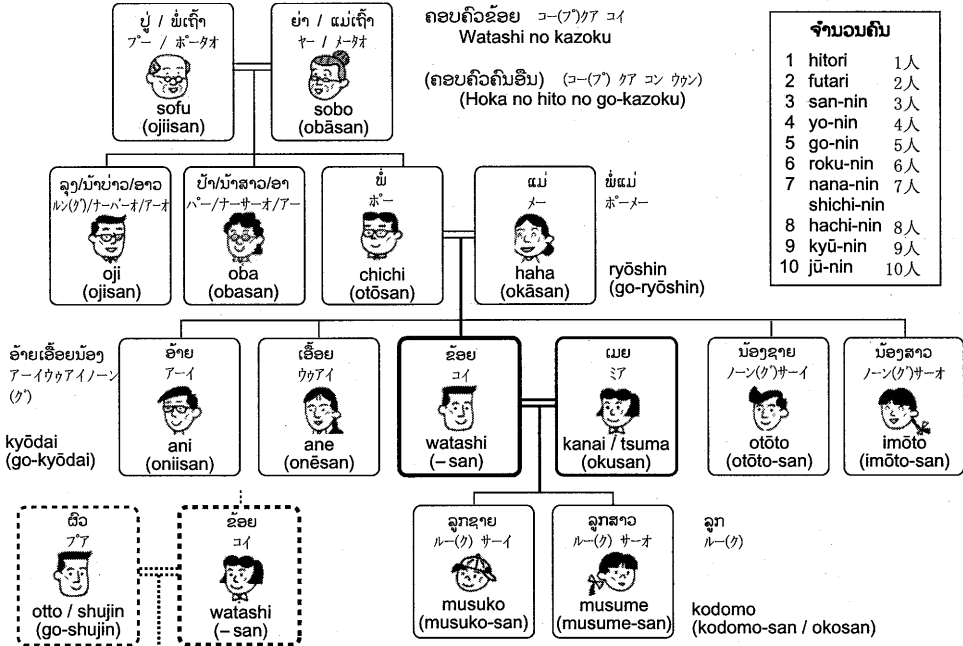 ປູ່ / ພໍ່ເຖົ້າ
プー / ポータオ
sofu
(ojiisan)
ຍ່າ / ແມ່ເຖົ້າ
ヤー / メータオ
sobo
(obāsan)
ຄອບຄົວຂ້ອຍ コー(プ)クア コイ
Watashi no kazoku
(ຄອບຄົວຄົນອື່ນ) (コー(プ) クア コン ウゥン)
(Hoka no hito no go-kazoku)
ຈຳນວນຄົນ
1 hitori 1人
2 futari 2人
3 san-nin 3人
4 yo-nin 4人
5 go-nin 5人
6 roku-nin 6人
7 nana-nin 7人
shichi-nin
8 hachi-nin 8人
9 kyū-nin 9人
10 jū-nin 10人
ລຸງ/ນ້າບ່າວ/ອາວ
ルン(グ)/ナーバーオ/アーオ
oji
(ojisan)
ປ້າ/ນ້າສາວ/ອາ
パー/ナーサーオ/アー
oba
(obasan)
ພໍ່
ポー
chichi
(otōsan)
ແມ່
メー
haha
(okāsan)
ພໍ່ແມ່
ポーメー
ryōshin
(go-ryōshin)
ອ້າຍເອື້ອຍນ້ອງ
アーイウゥアイノーン
(グ)
kyōdai
(go-kyōdai)
ອ້າຍ
アーイ
ani
(oniisan)
ເອື້ອຍ
ウゥアイ
ane
(onēsan)
ຂ້ອຍ
コイ
watashi
(–san)
ເມຍ
ミア
kanai / tsuma
(okusan)
ນ້ອງຊາຍ
ノーン(グ)サーイ
otōto
(otōto-san)
ນ້ອງສາວ
ノーン(グ)サーオ
imōto
(imōto-san)
ຜົວ
プア
otto / shujin
(go-shujin)
ຂ້ອຍ
コイ
watashi
(–san)
ລູກຊາຍ
ルー(ク) サーイ
musuko
(musuko-san)
ລູກສາວ
ルー(ク) サーオ
musume
(musume-san)
ລູກ
ルー(ク)
kodomo
(kodomo-san / okosan)